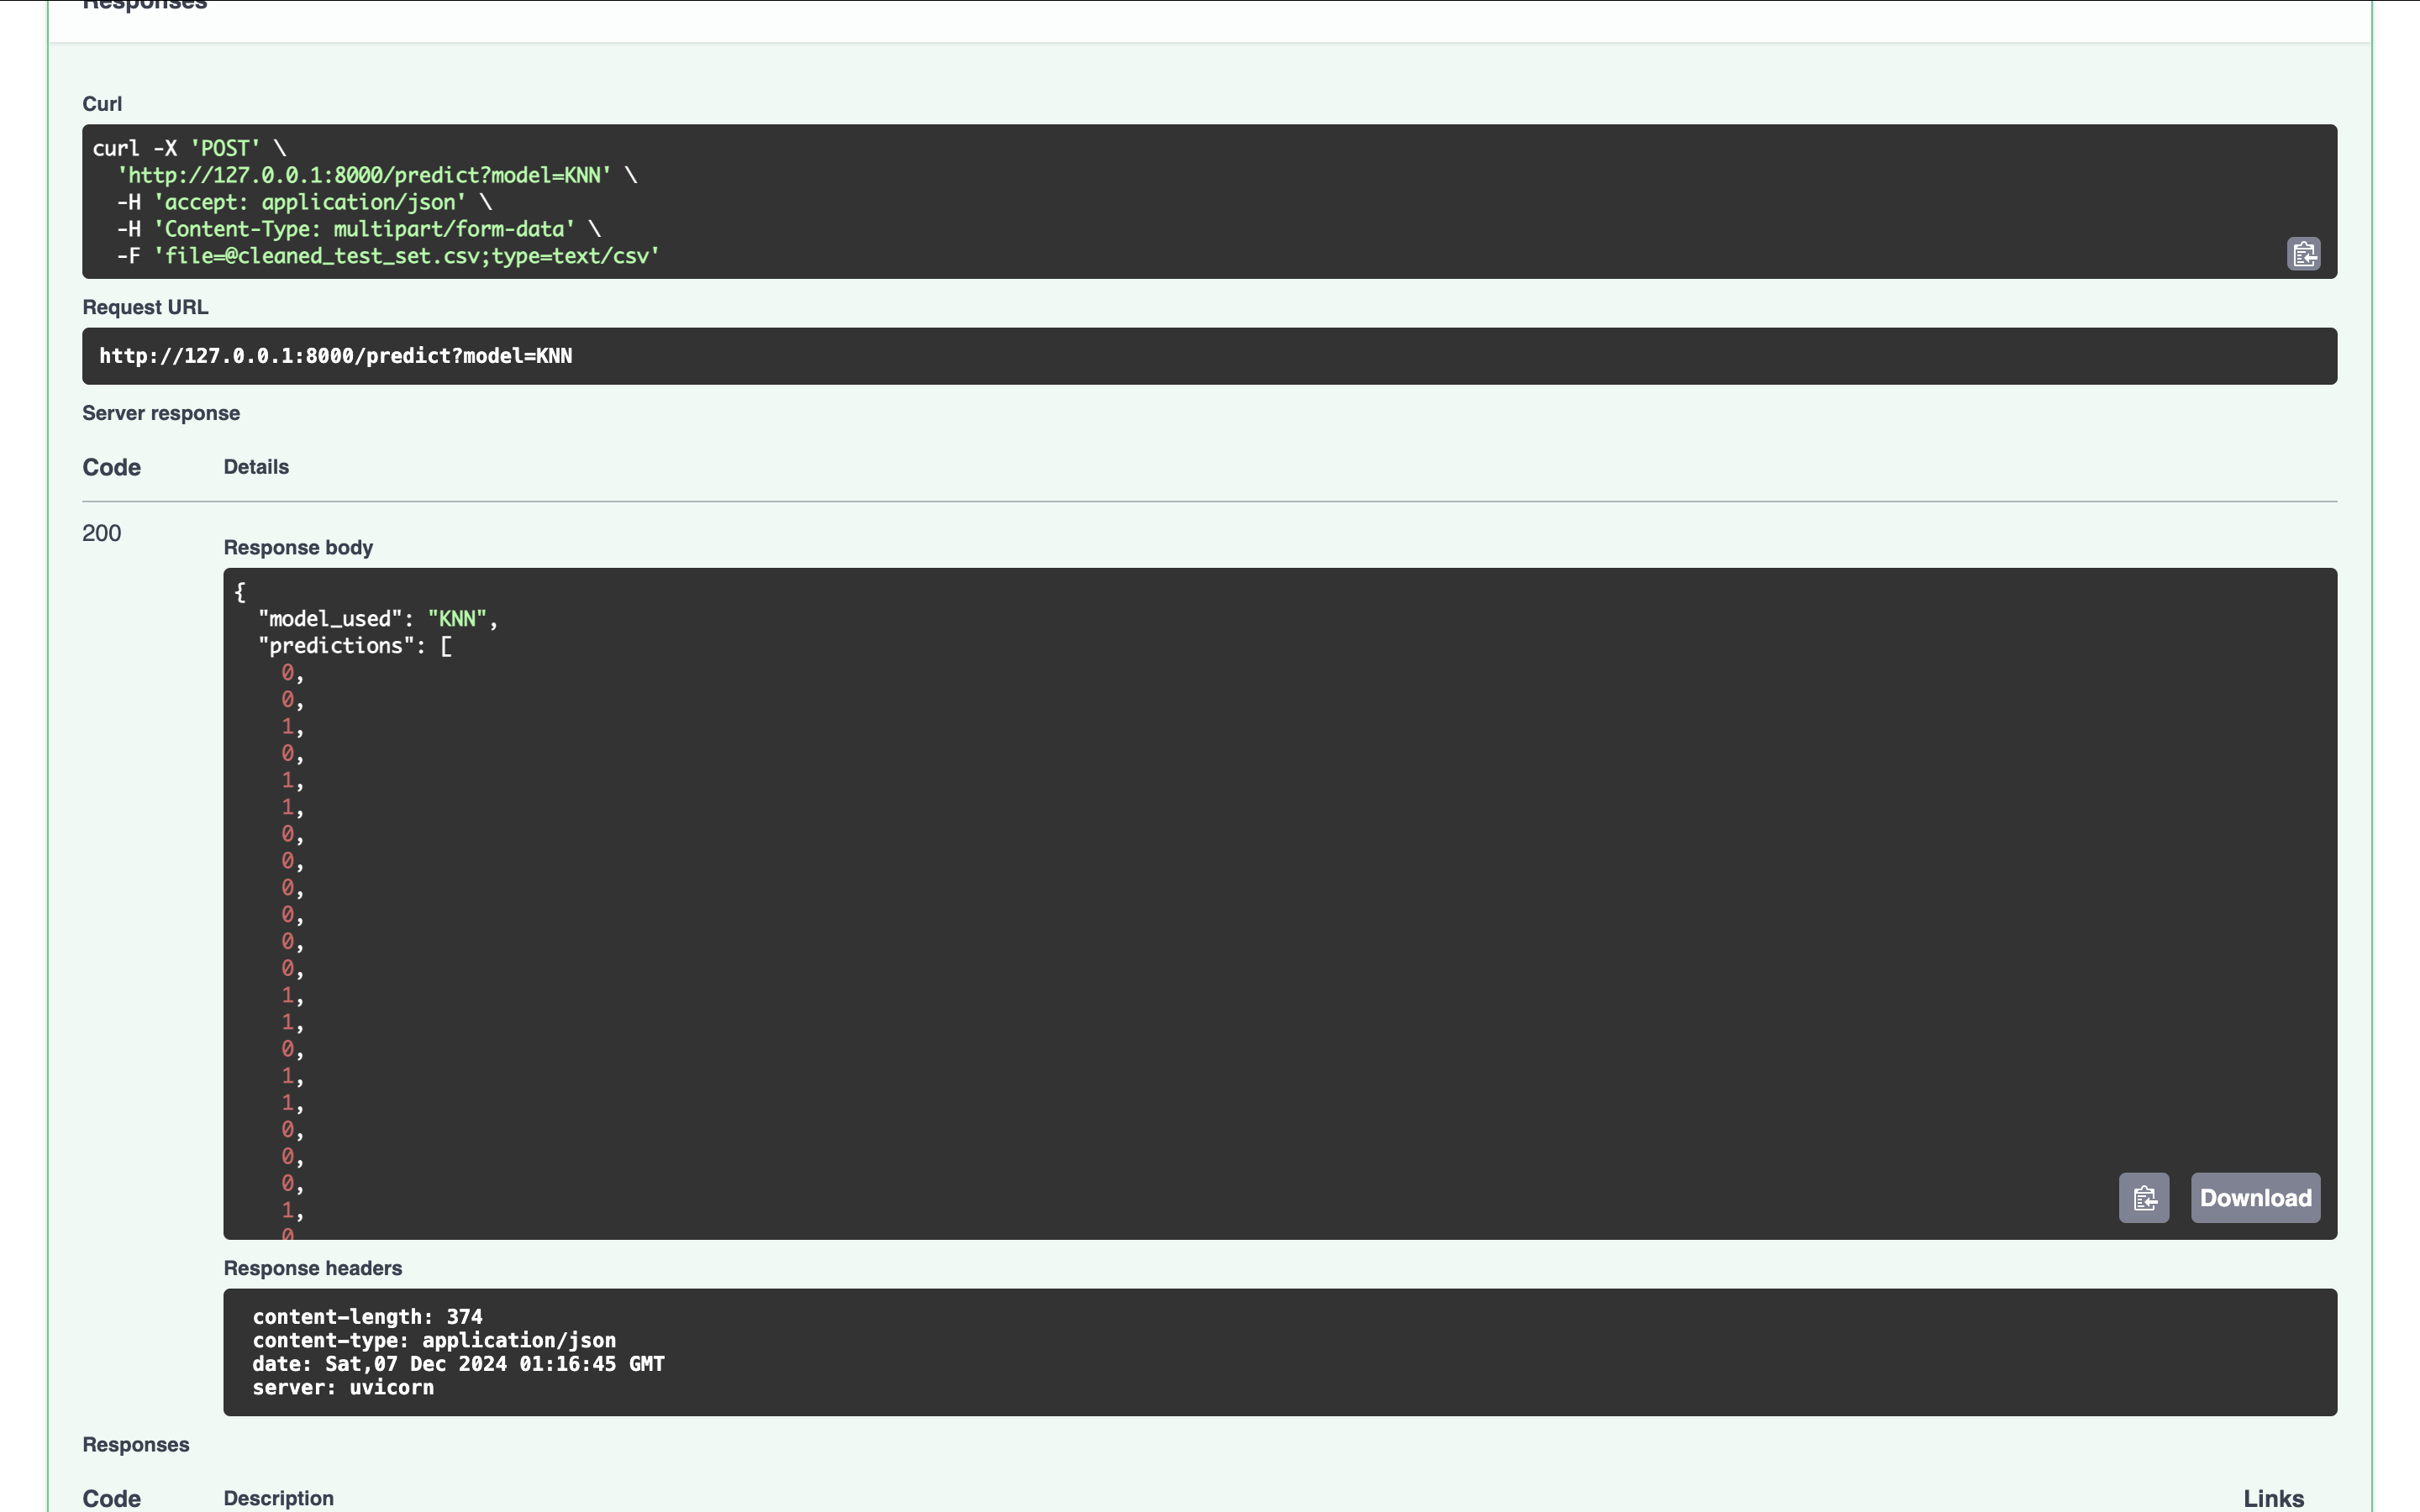 Responses
Curl
curl -X 'POST' \
'http://127.0.0.1:8000/predict?model=KNN' \
-H 'accept: application/json' \
-H 'Content-Type: multipart/form-data' \
-F 'file=@cleaned_test_set.csv;type=text/csv'
Request URL
http://127.0.0.1:8000/predict?model=KNN
Server response
Code Details
200
Response body
{
"model_used": "KNN",
"predictions": [
0,
0,
1,
0,
1,
1,
0,
0,
0,
0,
0,
0,
1,
1,
0,
1,
1,
0,
0,
0,
1,
0
Download
Response headers
content-length: 374
content-type: application/json
date: Sat,07 Dec 2024 01:16:45 GMT
server: uvicorn
Responses
Code Description Links